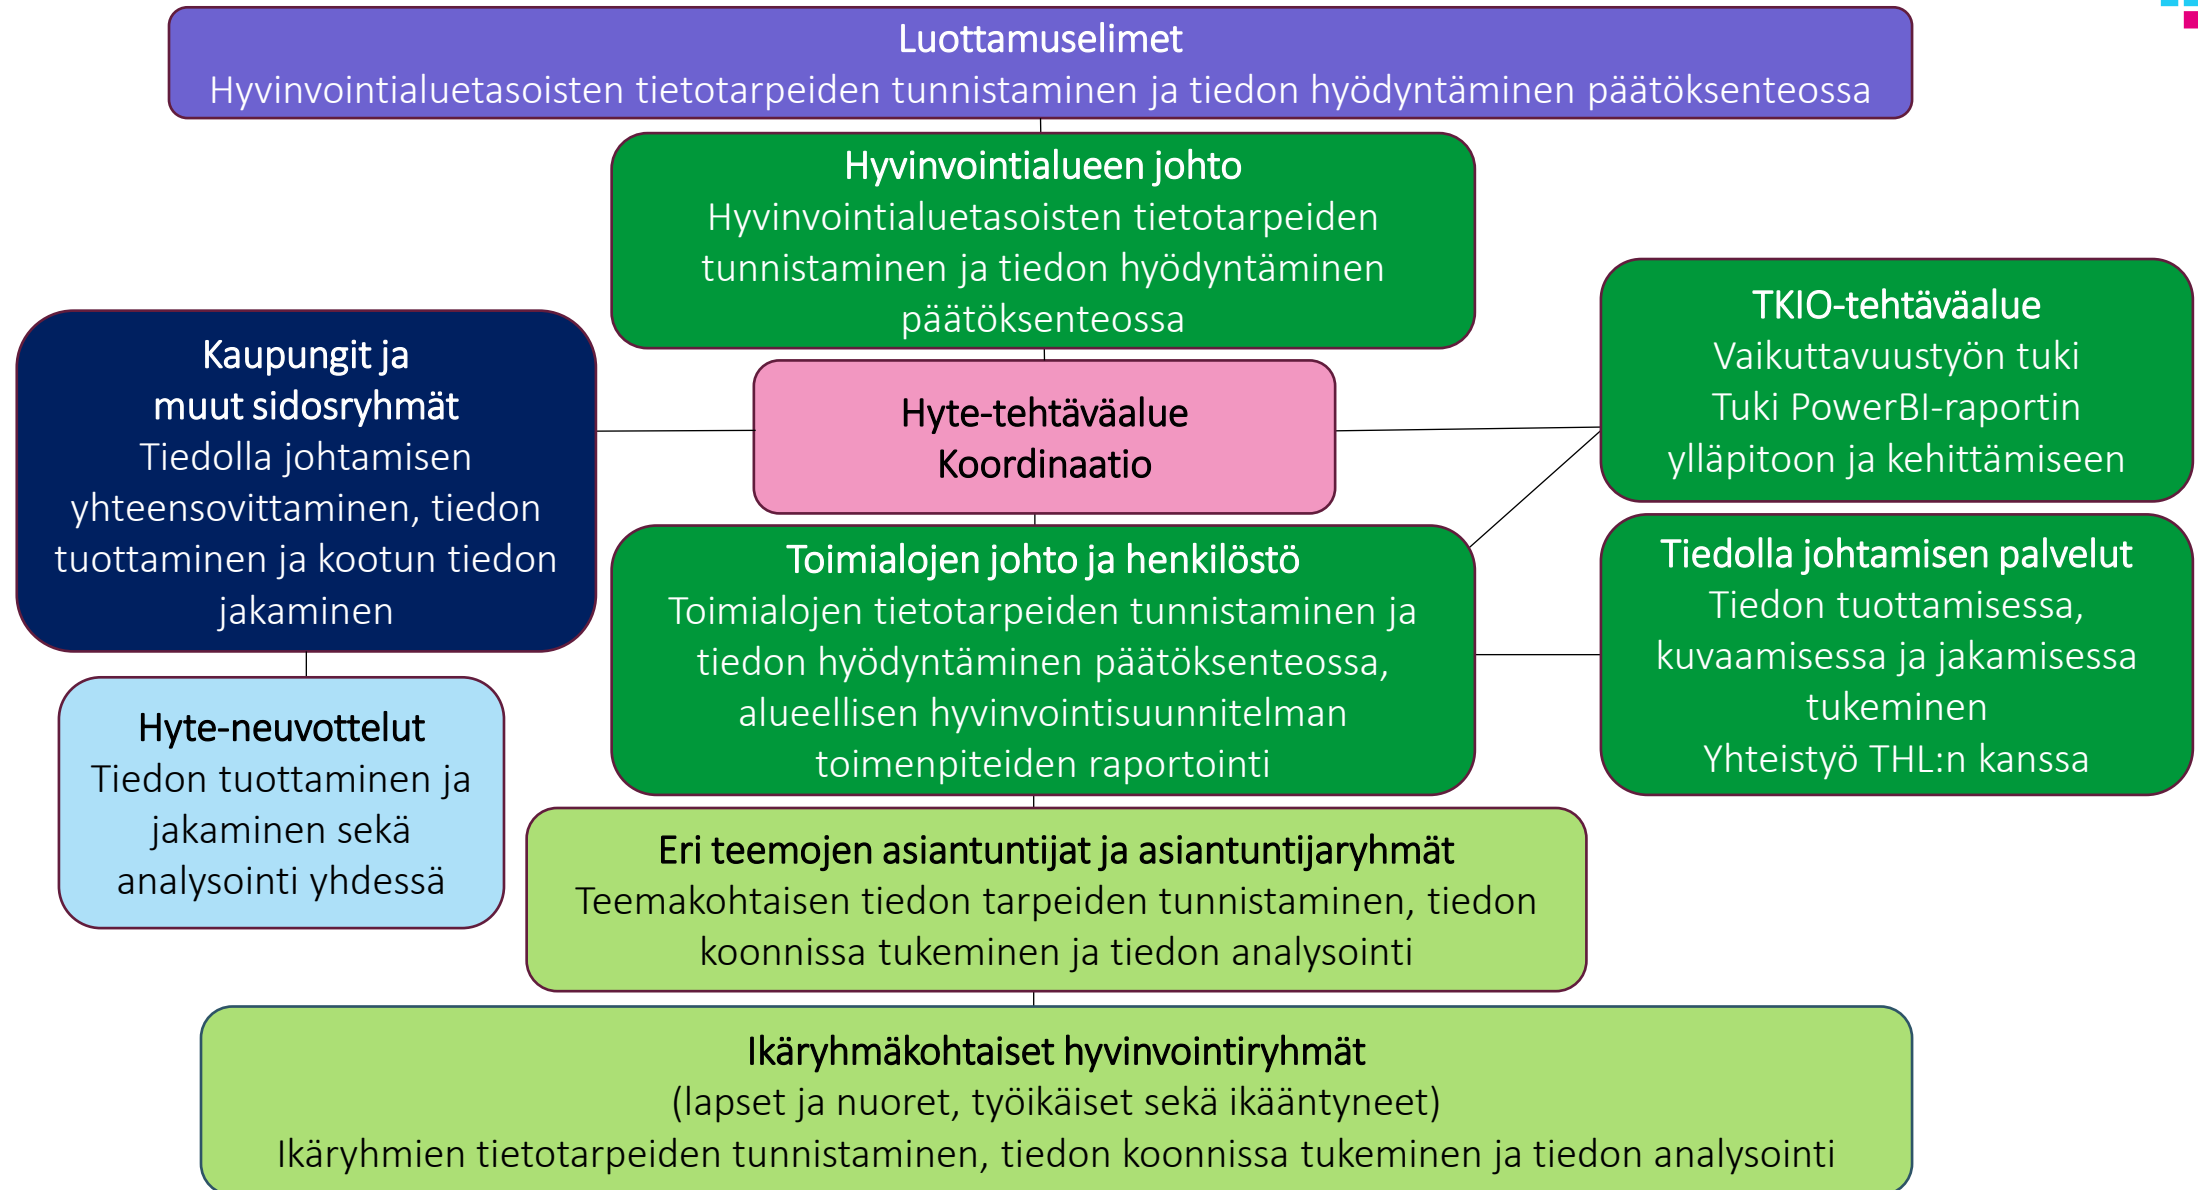 Luottamuselimet
Hyvinvointialuetasoisten tietotarpeiden tunnistaminen ja tiedon hyödyntäminen päätöksenteossa
Hyvinvointialueen johto
Hyvinvointialuetasoisten tietotarpeiden
tunnistaminen ja tiedon hyödyntäminen
päätöksenteossa
Kaupungit ja
muut sidosryhmät
Tiedolla johtamisen
yhteensovittaminen, tiedon
tuottaminen ja kootun tiedon
jakaminen
Hyte-tehtäväalue
Koordinaatio
TKIO-tehtäväalue
Vaikuttavuustyön tuki
Tuki PowerBI-raportin
ylläpitoon ja kehittämiseen
Toimialojen johto ja henkilöstö
Toimialojen tietotarpeiden tunnistaminen ja
tiedon hyödyntäminen päätöksenteossa,
alueellisen hyvinvointisuunnitelman
toimenpiteiden raportointi
Tiedolla johtamisen palvelut
Tiedon tuottamisessa,
kuvaamisessa ja jakamisessa
tukeminen
Yhteistyö THL:n kanssa
Hyte-neuvottelut
Tiedon tuottaminen ja
jakaminen sekä
analysointi yhdessä
Eri teemojen asiantuntijat ja asiantuntijaryhmät
Teemakohtaisen tiedon tarpeiden tunnistaminen, tiedon
koonnissa tukeminen ja tiedon analysointi
Ikäryhmäkohtaiset hyvinvointiryhmät
(lapset ja nuoret, työikäiset sekä ikääntyneet)
Ikäryhmien tietotarpeiden tunnistaminen, tiedon koonnissa tukeminen ja tiedon analysointi